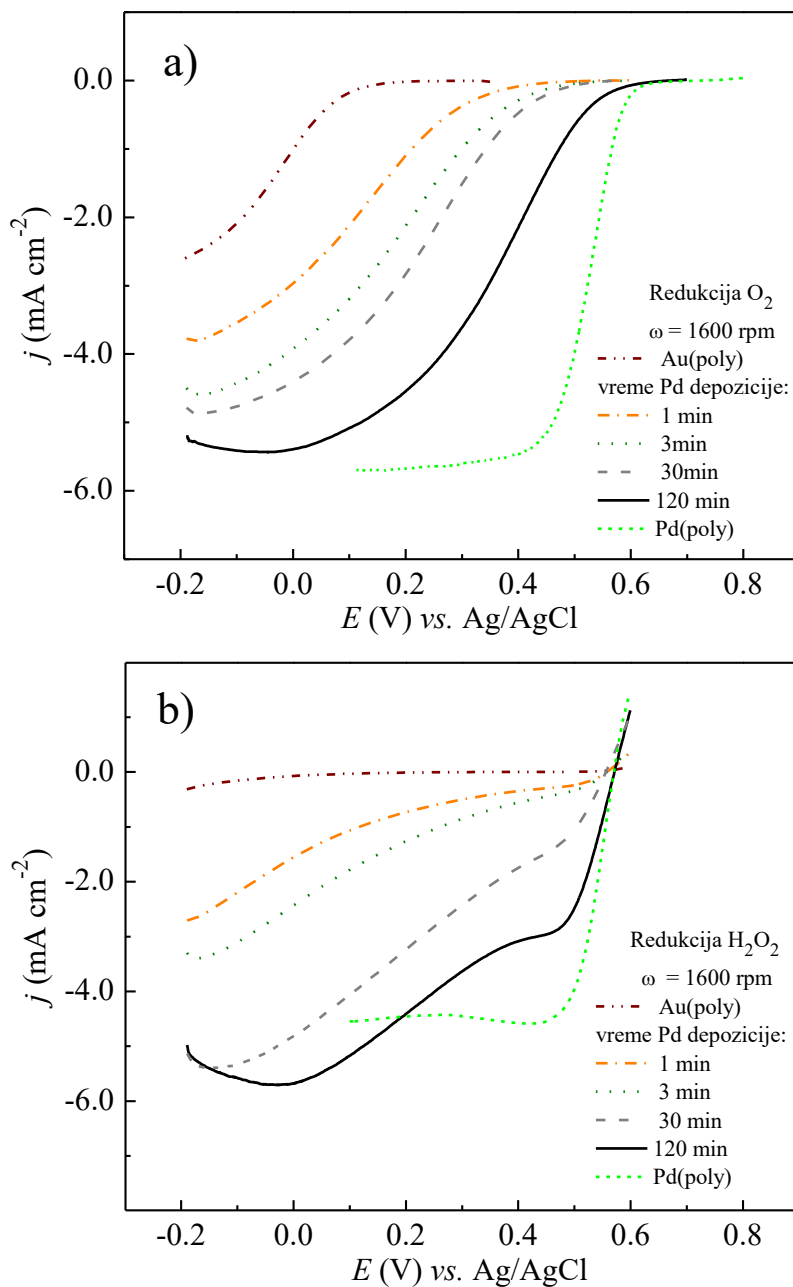 a)
0.0
-2.0
-4.0
-6.0
j (mA cm⁻²)
Redukcija O₂
ω = 1600 rpm
Au(poly)
vreme Pd depozicije:
1 min
3min
30min
120 min
Pd(poly)
-0.2 0.0 0.2 0.4 0.6 0.8
E (V) vs. Ag/AgCl
b)
0.0
-2.0
-4.0
-6.0
j (mA cm⁻²)
Redukcija H₂O₂
ω = 1600 rpm
Au(poly)
vreme Pd depozicije:
1 min
3 min
30 min
120 min
Pd(poly)
-0.2 0.0 0.2 0.4 0.6 0.8
E (V) vs. Ag/AgCl